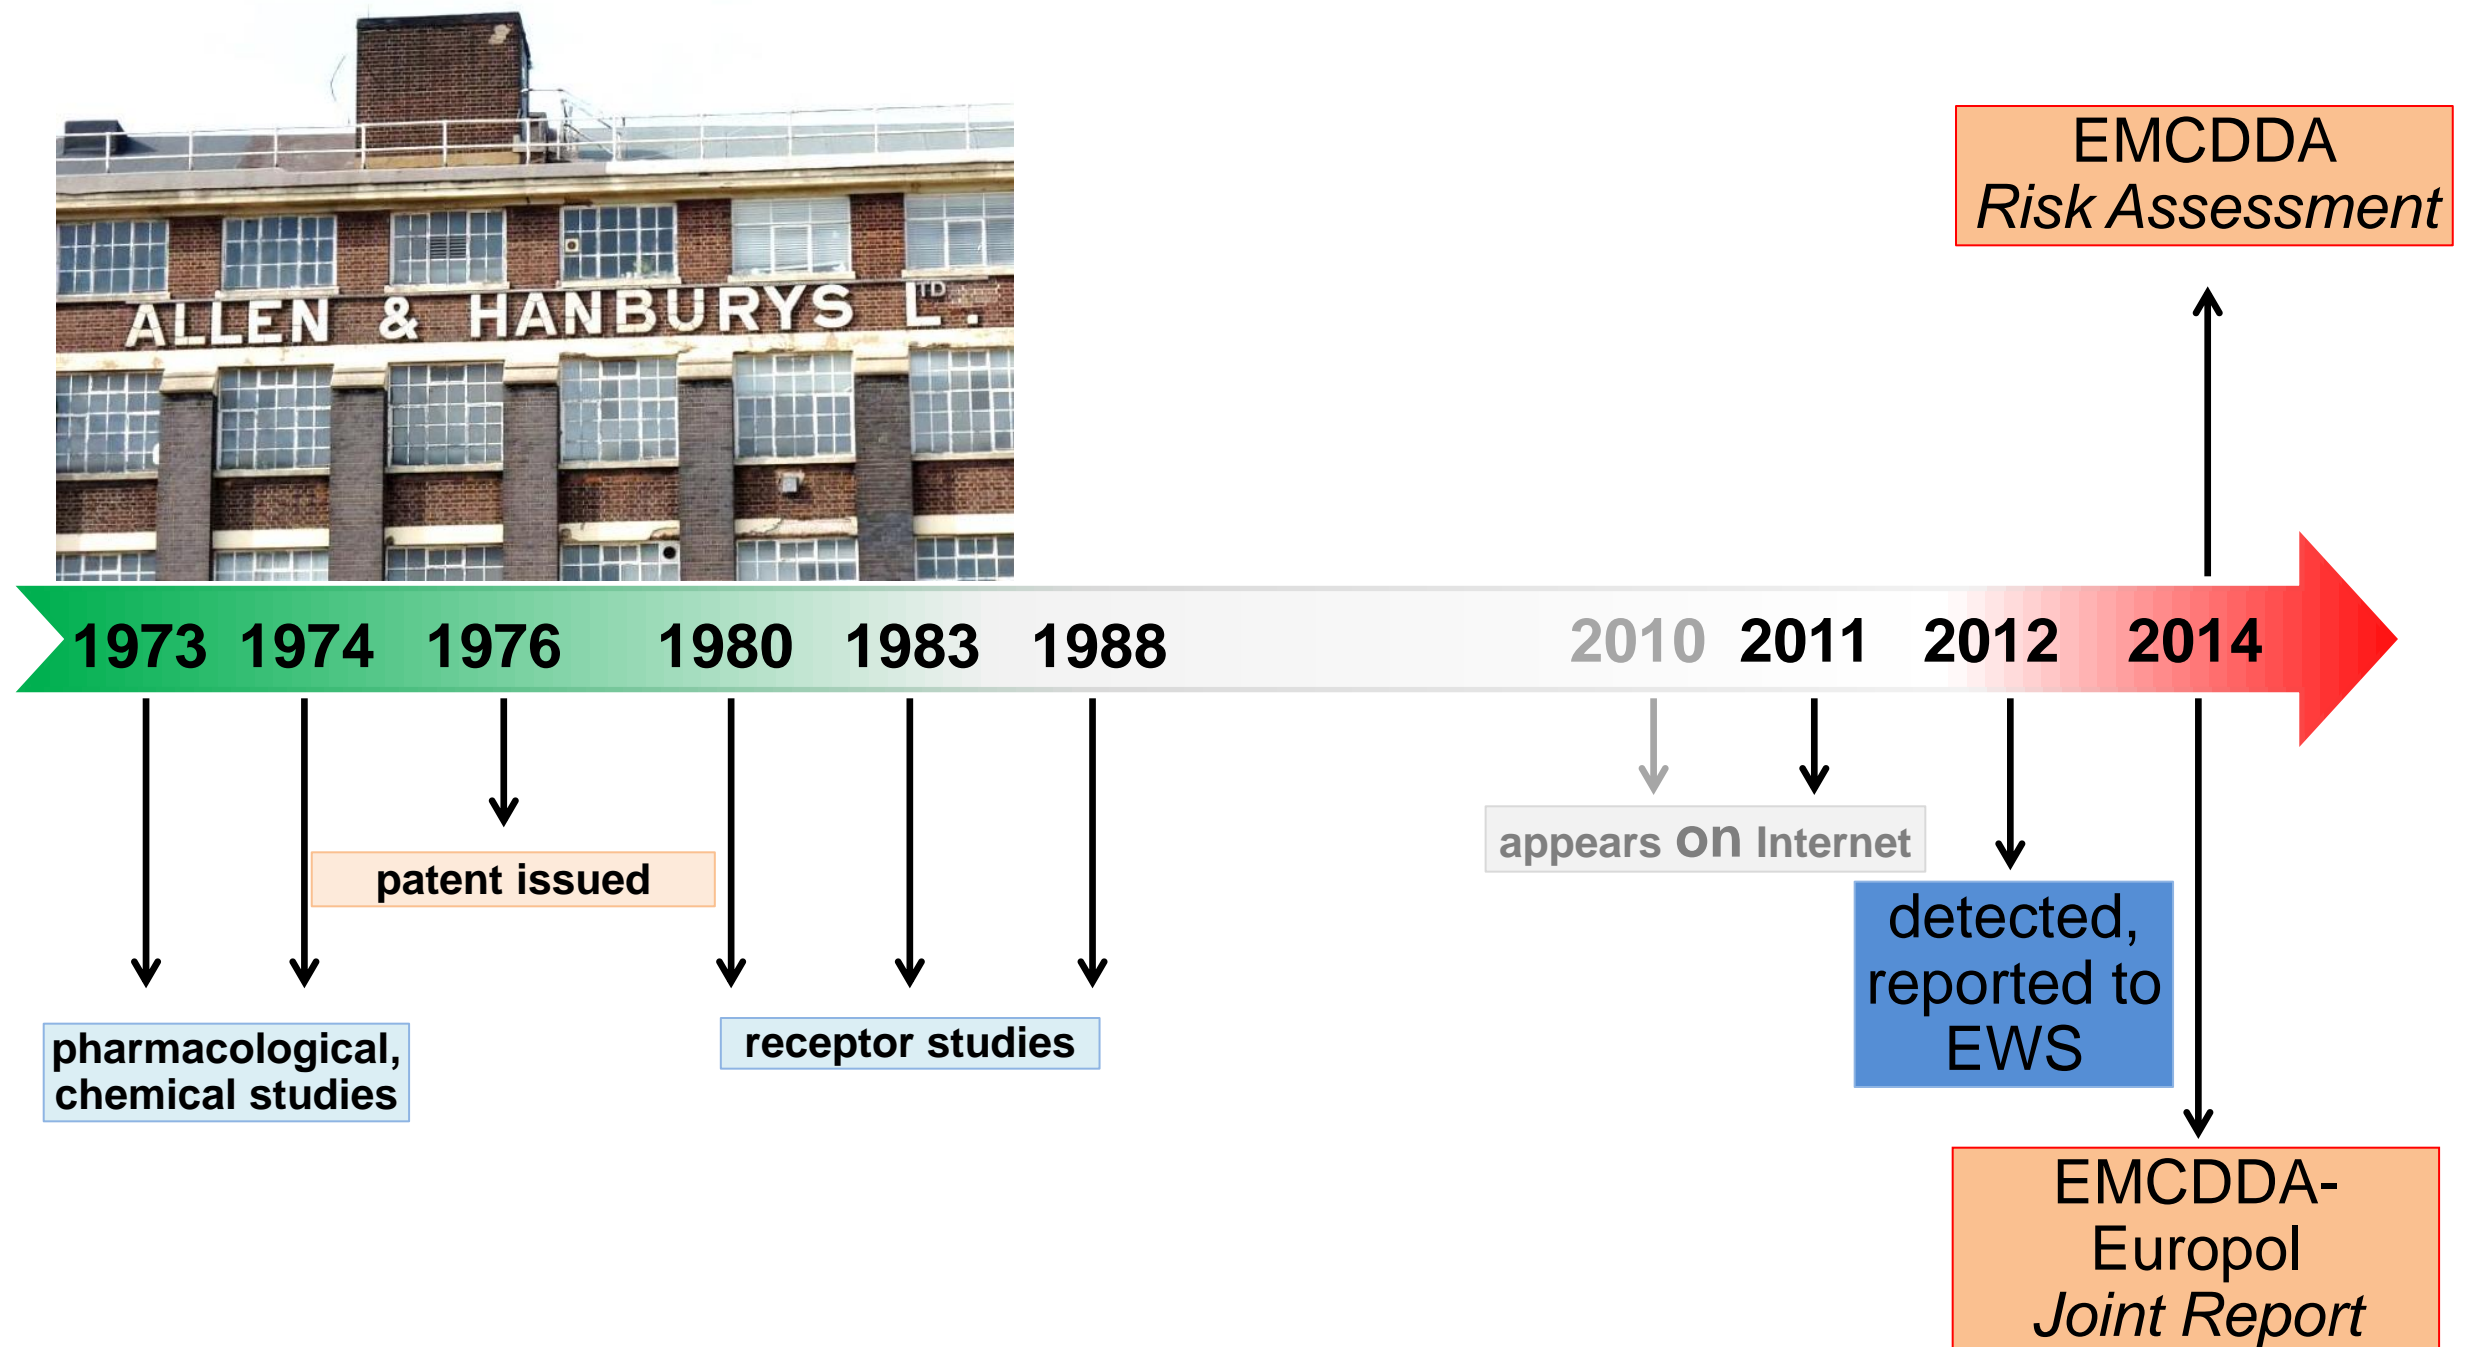 EMCDDA
Risk Assessment
ALLEN & HANBURYS LTD.
1973 1974 1976 1980 1983 1988 2010 2011 2012 2014
appears on Internet
patent issued
detected,
reported to
EWS
pharmacological,
chemical studies
receptor studies
EMCDDA-
Europol
Joint Report